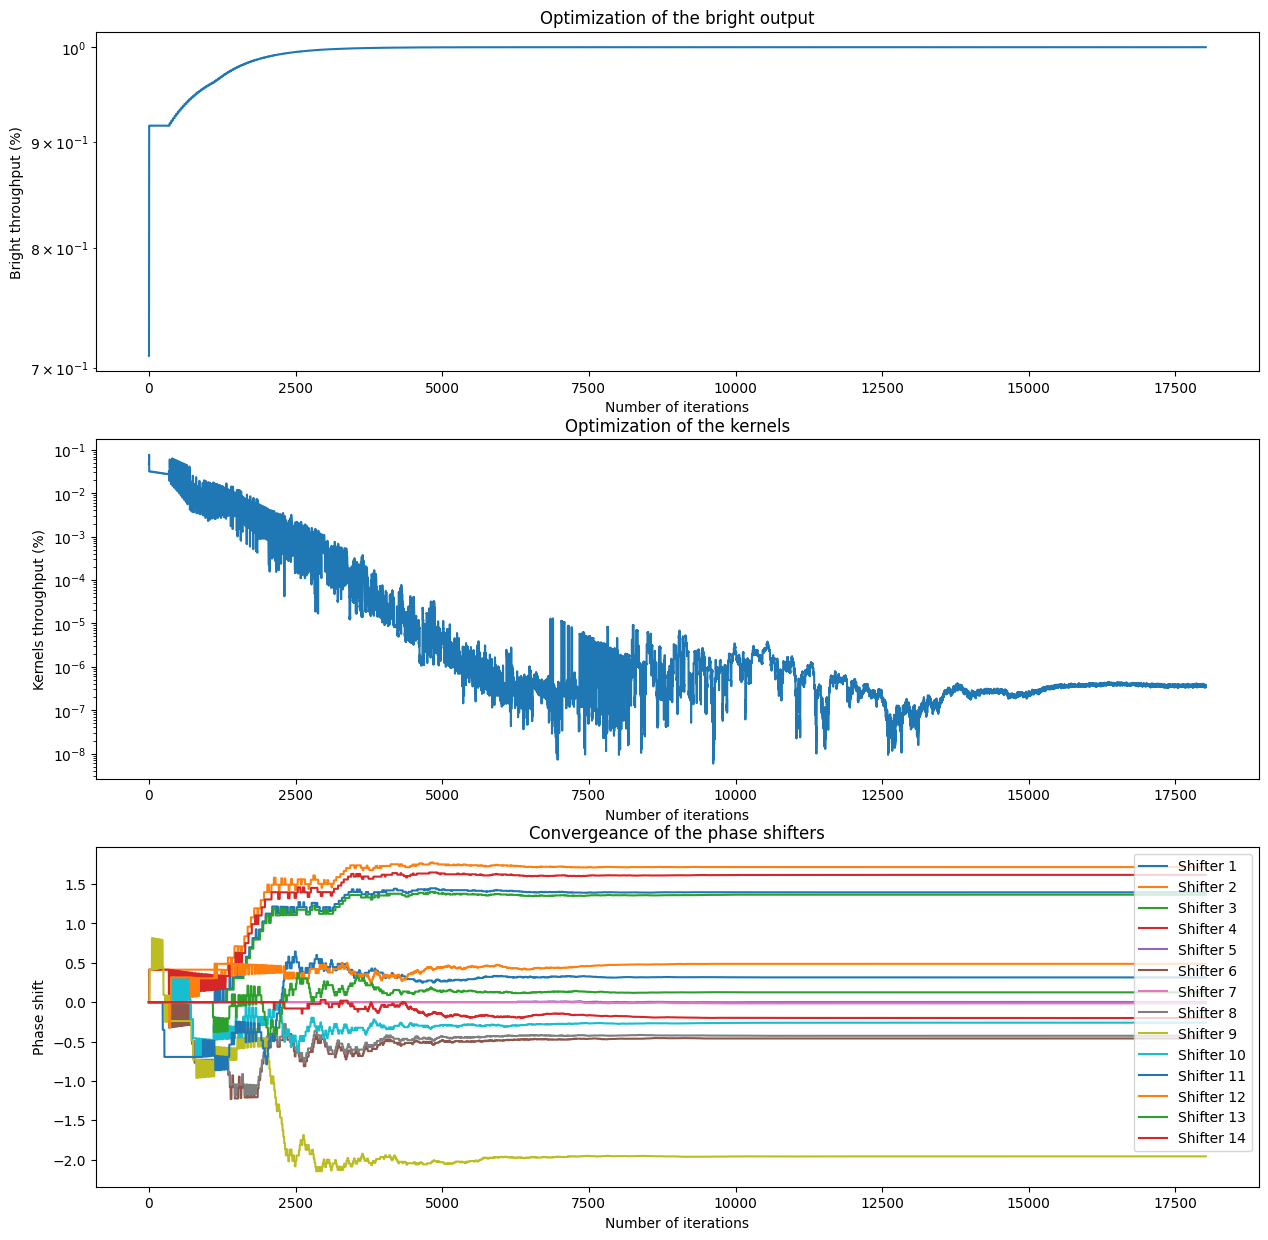 Optimization of the bright output
Bright throughput (%)
10⁰
9 × 10⁻¹
8 × 10⁻¹
7 × 10⁻¹
0 2500 5000 7500 10000 12500 15000 17500
Number of iterations
Optimization of the kernels
Kernels throughput (%)
10⁻¹
10⁻²
10⁻³
10⁻⁴
10⁻⁵
10⁻⁶
10⁻⁷
10⁻⁸
0 2500 5000 7500 10000 12500 15000 17500
Number of iterations
Convergeance of the phase shifters
Phase shift
1.5
1.0
0.5
0.0
−0.5
−1.0
−1.5
−2.0
Shifter 1
Shifter 2
Shifter 3
Shifter 4
Shifter 5
Shifter 6
Shifter 7
Shifter 8
Shifter 9
Shifter 10
Shifter 11
Shifter 12
Shifter 13
Shifter 14
0 2500 5000 7500 10000 12500 15000 17500
Number of iterations